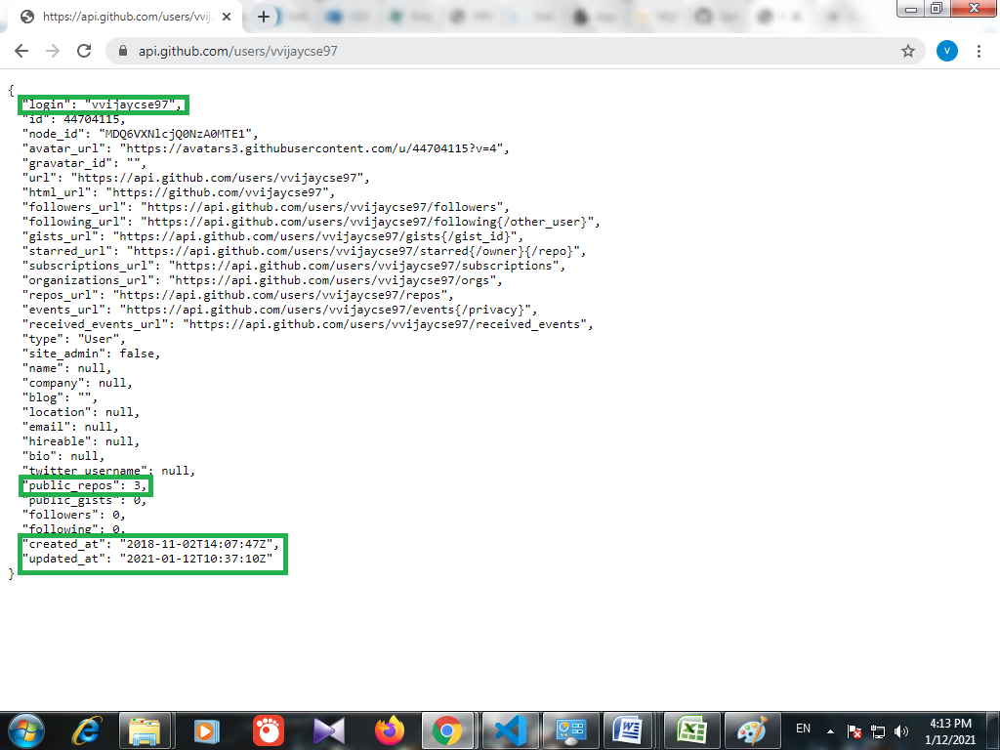 https://api.github.com/users/vvij
api.github.com/users/vvijaycse97
v
{
"login": "vvijaycse97",
"id": 44704115,
"node_id": "MDQ6VXNlcjQ0NzA0MTE1",
"avatar_url": "https://avatars3.githubusercontent.com/u/44704115?v=4",
"gravatar_id": "",
"url": "https://api.github.com/users/vvijaycse97",
"html_url": "https://github.com/vvijaycse97",
"followers_url": "https://api.github.com/users/vvijaycse97/followers",
"following_url": "https://api.github.com/users/vvijaycse97/following{/other_user}",
"gists_url": "https://api.github.com/users/vvijaycse97/gists{/gist_id}",
"starred_url": "https://api.github.com/users/vvijaycse97/starred{/owner}{/repo}",
"subscriptions_url": "https://api.github.com/users/vvijaycse97/subscriptions",
"organizations_url": "https://api.github.com/users/vvijaycse97/orgs",
"repos_url": "https://api.github.com/users/vvijaycse97/repos",
"events_url": "https://api.github.com/users/vvijaycse97/events{/privacy}",
"received_events_url": "https://api.github.com/users/vvijaycse97/received_events",
"type": "User",
"site_admin": false,
"name": null,
"company": null,
"blog": "",
"location": null,
"email": null,
"hireable": null,
"bio": null,
"twitter_username": null,
"public_repos": 3,
"public_gists": 0,
"followers": 0,
"following": 0,
"created_at": "2018-11-02T14:07:47Z",
"updated_at": "2021-01-12T10:37:10Z"
}
EN
4:13 PM
1/12/2021